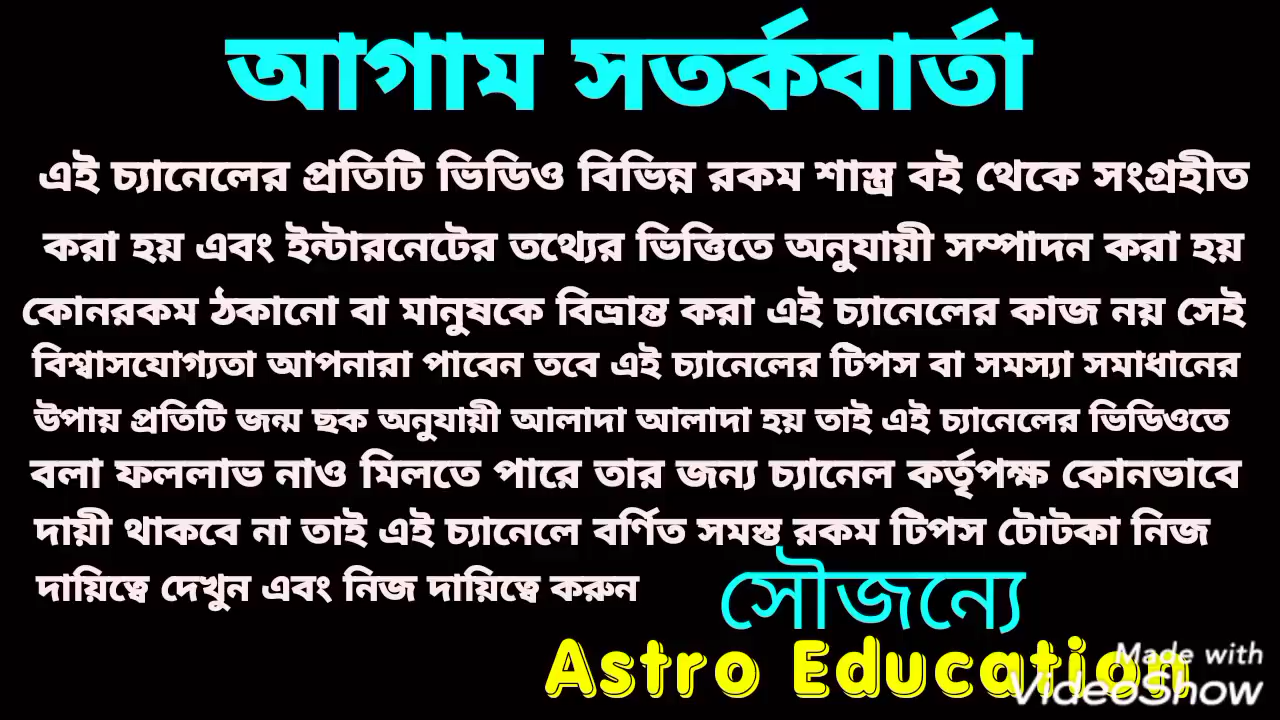 আগাম সতর্কবার্তা
এই চ্যানেলের প্রতিটি ভিডিও বিভিন্ন রকম শাস্ত্র বই থেকে সংগ্রহীত
করা হয় এবং ইন্টারনেটের তথ্যের ভিত্তিতে অনুযায়ী সম্পাদন করা হয়
কোনরকম ঠকানো বা মানুষকে বিভ্রান্ত করা এই চ্যানেলের কাজ নয় সেই
বিশ্বাসযোগ্যতা আপনারা পাবেন তবে এই চ্যানেলের টিপস বা সমস্যা সমাধানের
উপায় প্রতিটি জন্ম ছক অনুযায়ী আলাদা আলাদা হয় তাই এই চ্যানেলের ভিডিওতে
বলা ফললাভ নাও মিলতে পারে তার জন্য চ্যানেল কর্তৃপক্ষ কোনভাবে
দায়ী থাকবে না তাই এই চ্যানেলে বর্ণিত সমস্ত রকম টিপস টোটকা নিজ
দায়িত্বে দেখুন এবং নিজ দায়িত্বে করুন
সৌজন্যে
Astro Education
Made with
VideoShow